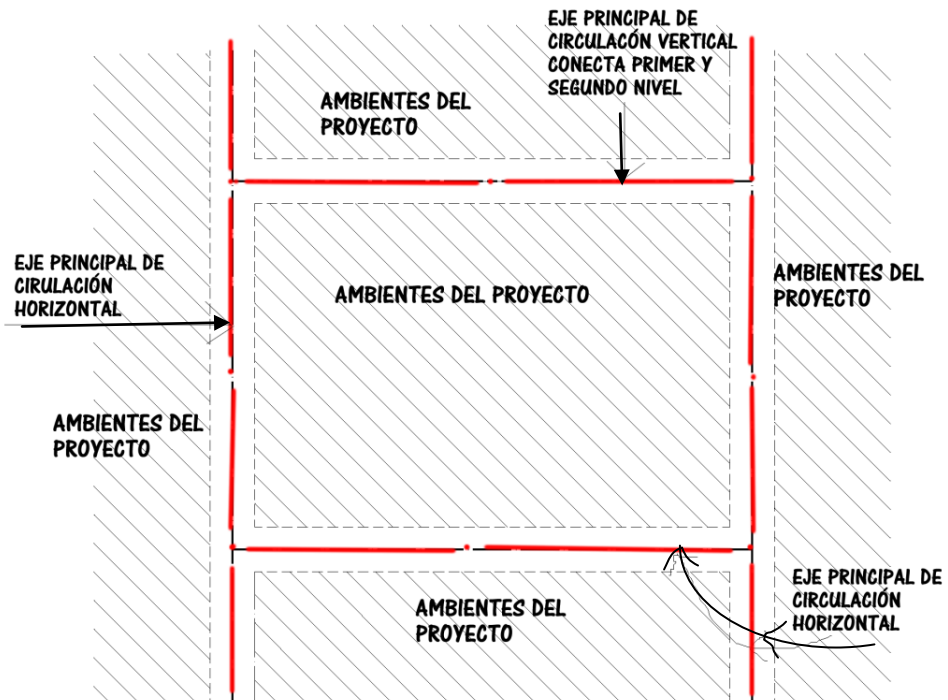 EJE PRINCIPAL DE
CIRCULACÓN VERTICAL
CONECTA PRIMER Y
SEGUNDO NIVEL
AMBIENTES DEL
PROYECTO
EJE PRINCIPAL DE
CIRULACIÓN
HORIZONTAL
AMBIENTES DEL PROYECTO
AMBIENTES DEL
PROYECTO
AMBIENTES DEL
PROYECTO
EJE PRINCIPAL DE
CIRCULACIÓN
HORIZONTAL
AMBIENTES DEL
PROYECTO